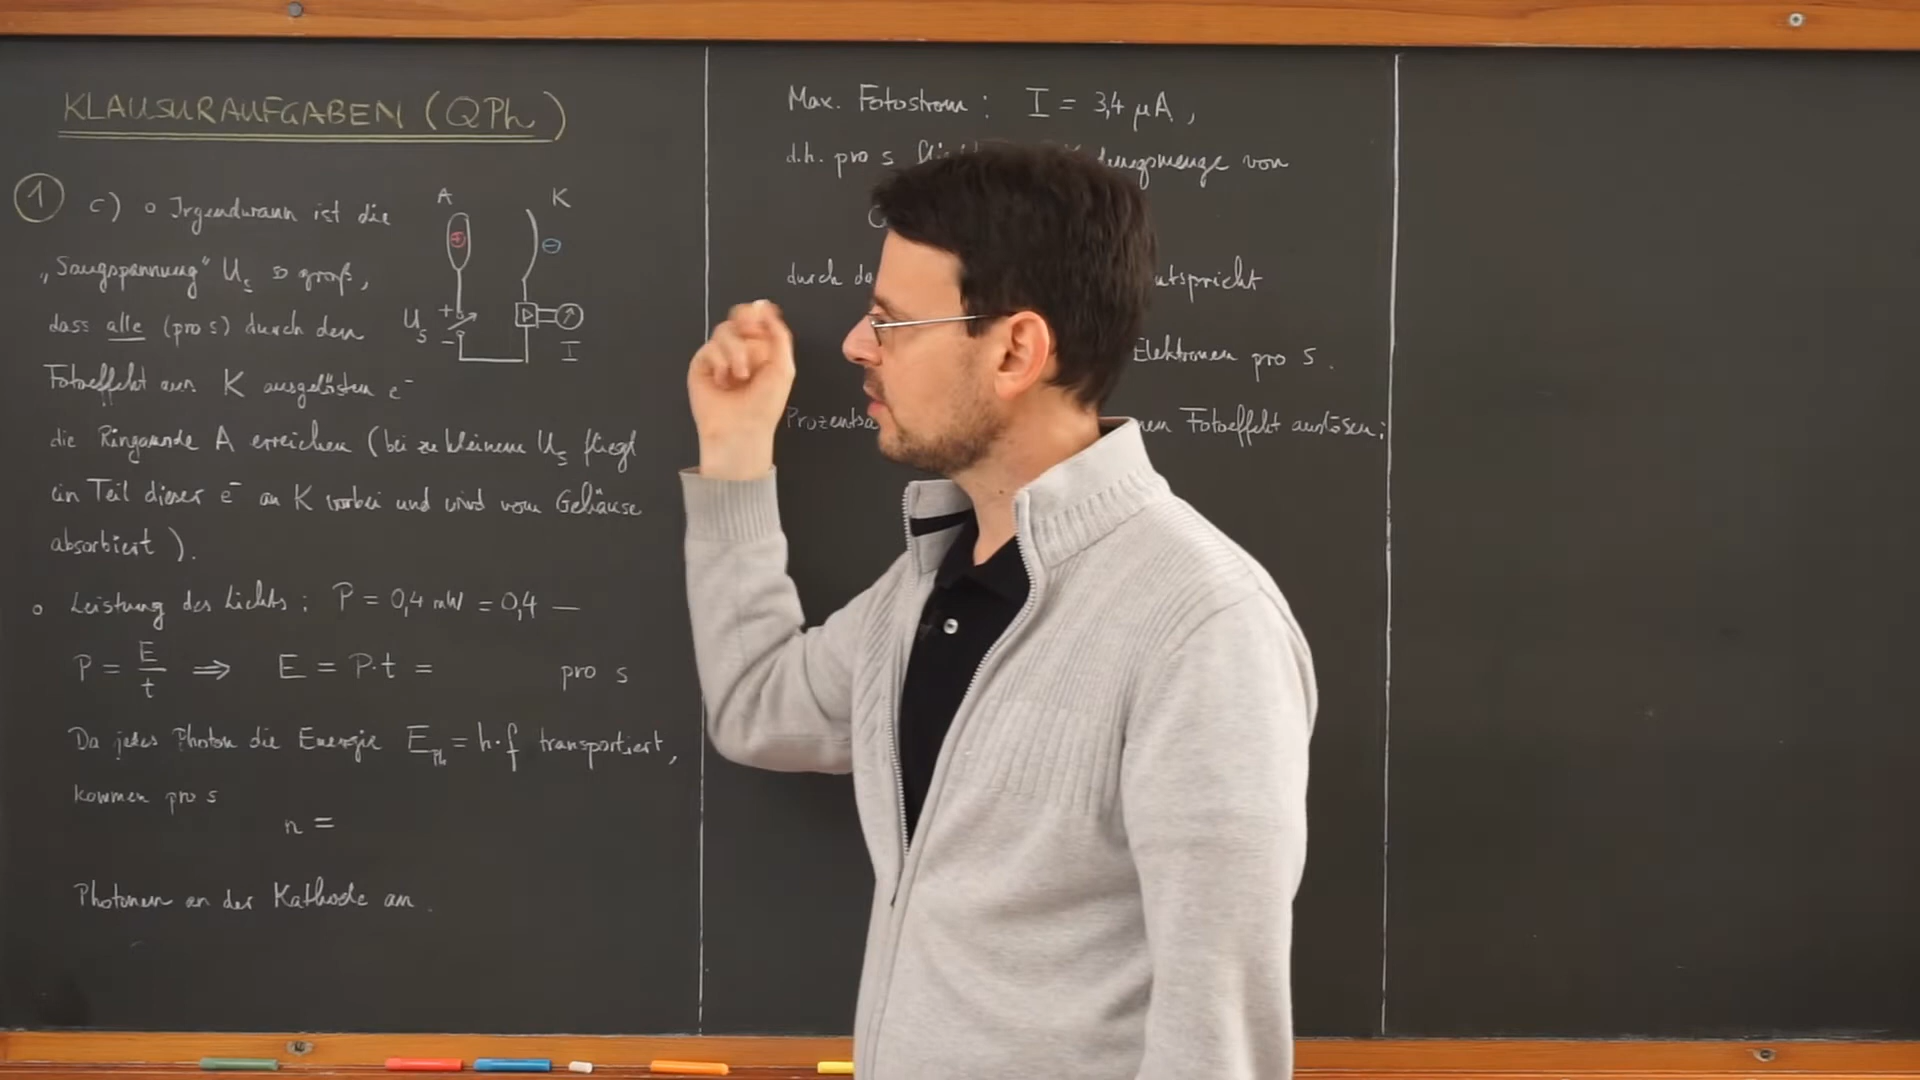 KLAUSURAUFGABEN (QPh)
1 c) o Irgendwann ist die
„Saugspannung" Us so groß,
dass alle (pro s) durch den
Fotoeffekt aus K ausgelösten e⁻
die Ringanode A erreichen (bei zu kleinem Us fliegt
ein Teil dieser e⁻ an K vorbei und wird vom Gehäuse
absorbiert).
A K
+ −
Us + −
I
o Leistung des Lichts: P = 0,4 mW = 0,4 —
P = E/t ⇒ E = P·t = pro s
Da jedes Photon die Energie E_Ph = h·f transportiert,
kommen pro s
n =
Photonen an der Kathode an.
Max. Fotostrom: I = 3,4 μA,
d.h. pro s von
durch
entspricht
Elektronen pro s.
Fotoeffekt auslösen: